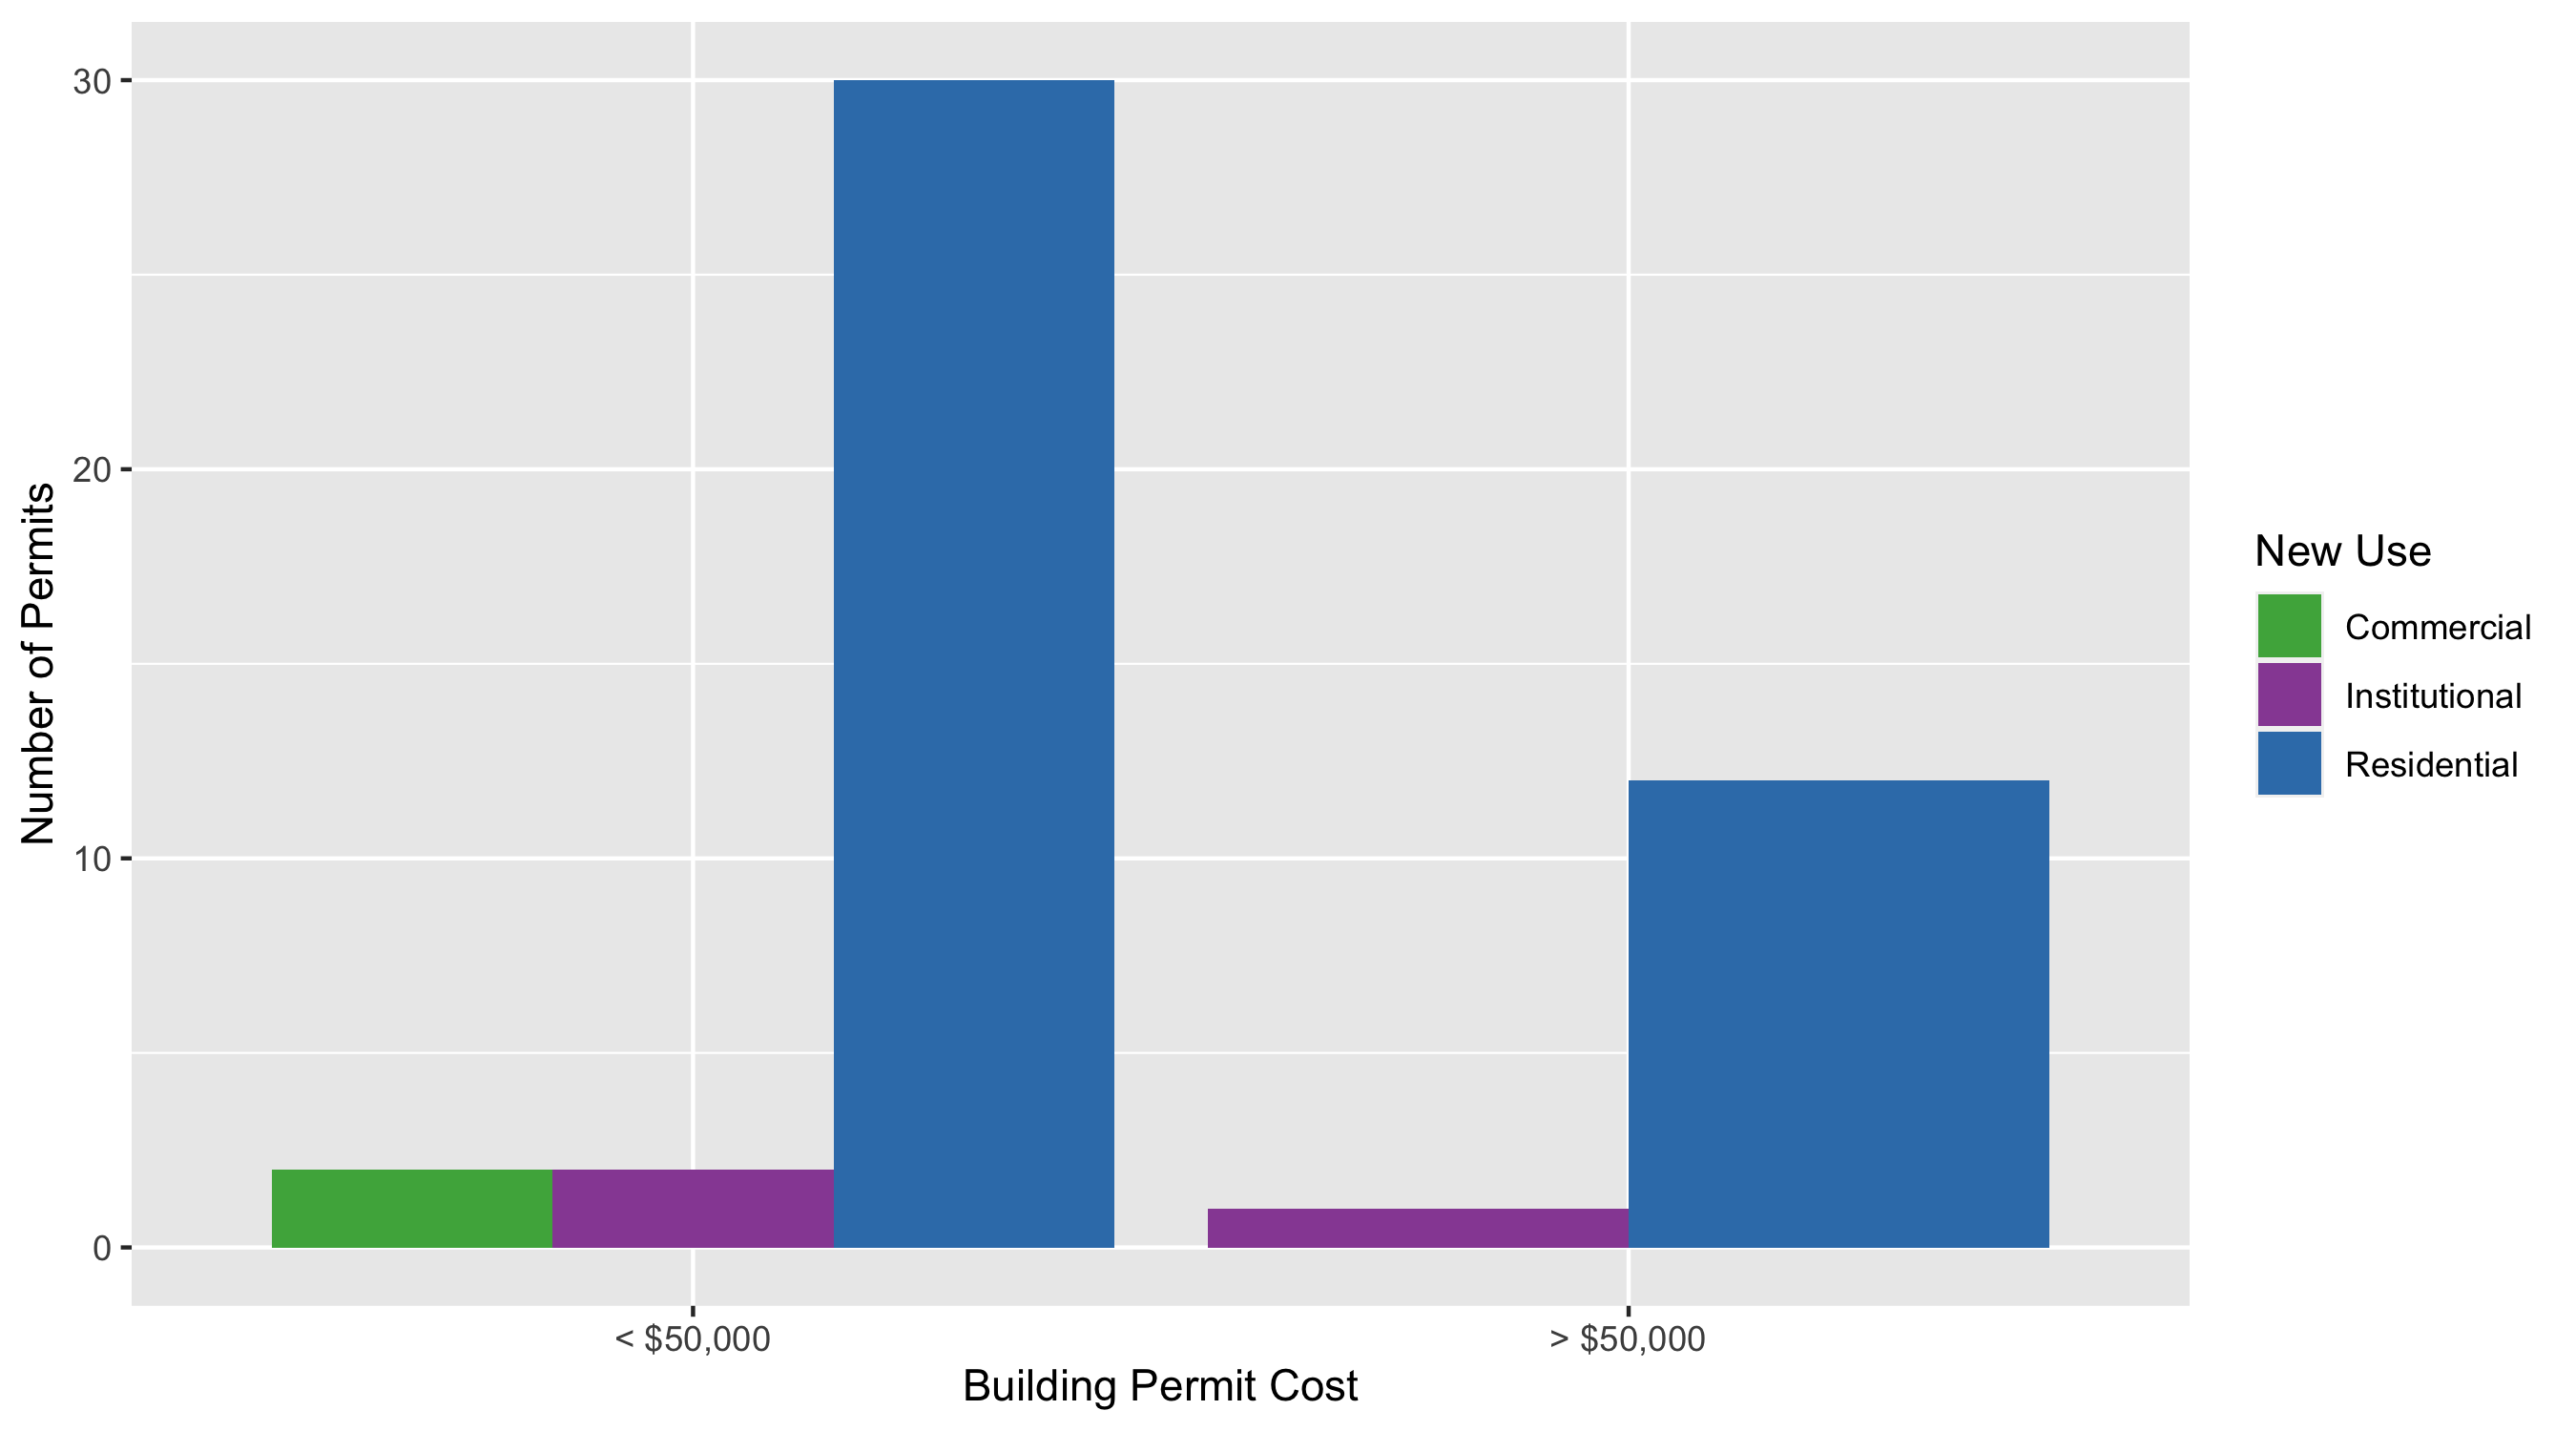 30
20
10
0
Number of Permits
< $50,000
> $50,000
Building Permit Cost
New Use
Commercial
Institutional
Residential